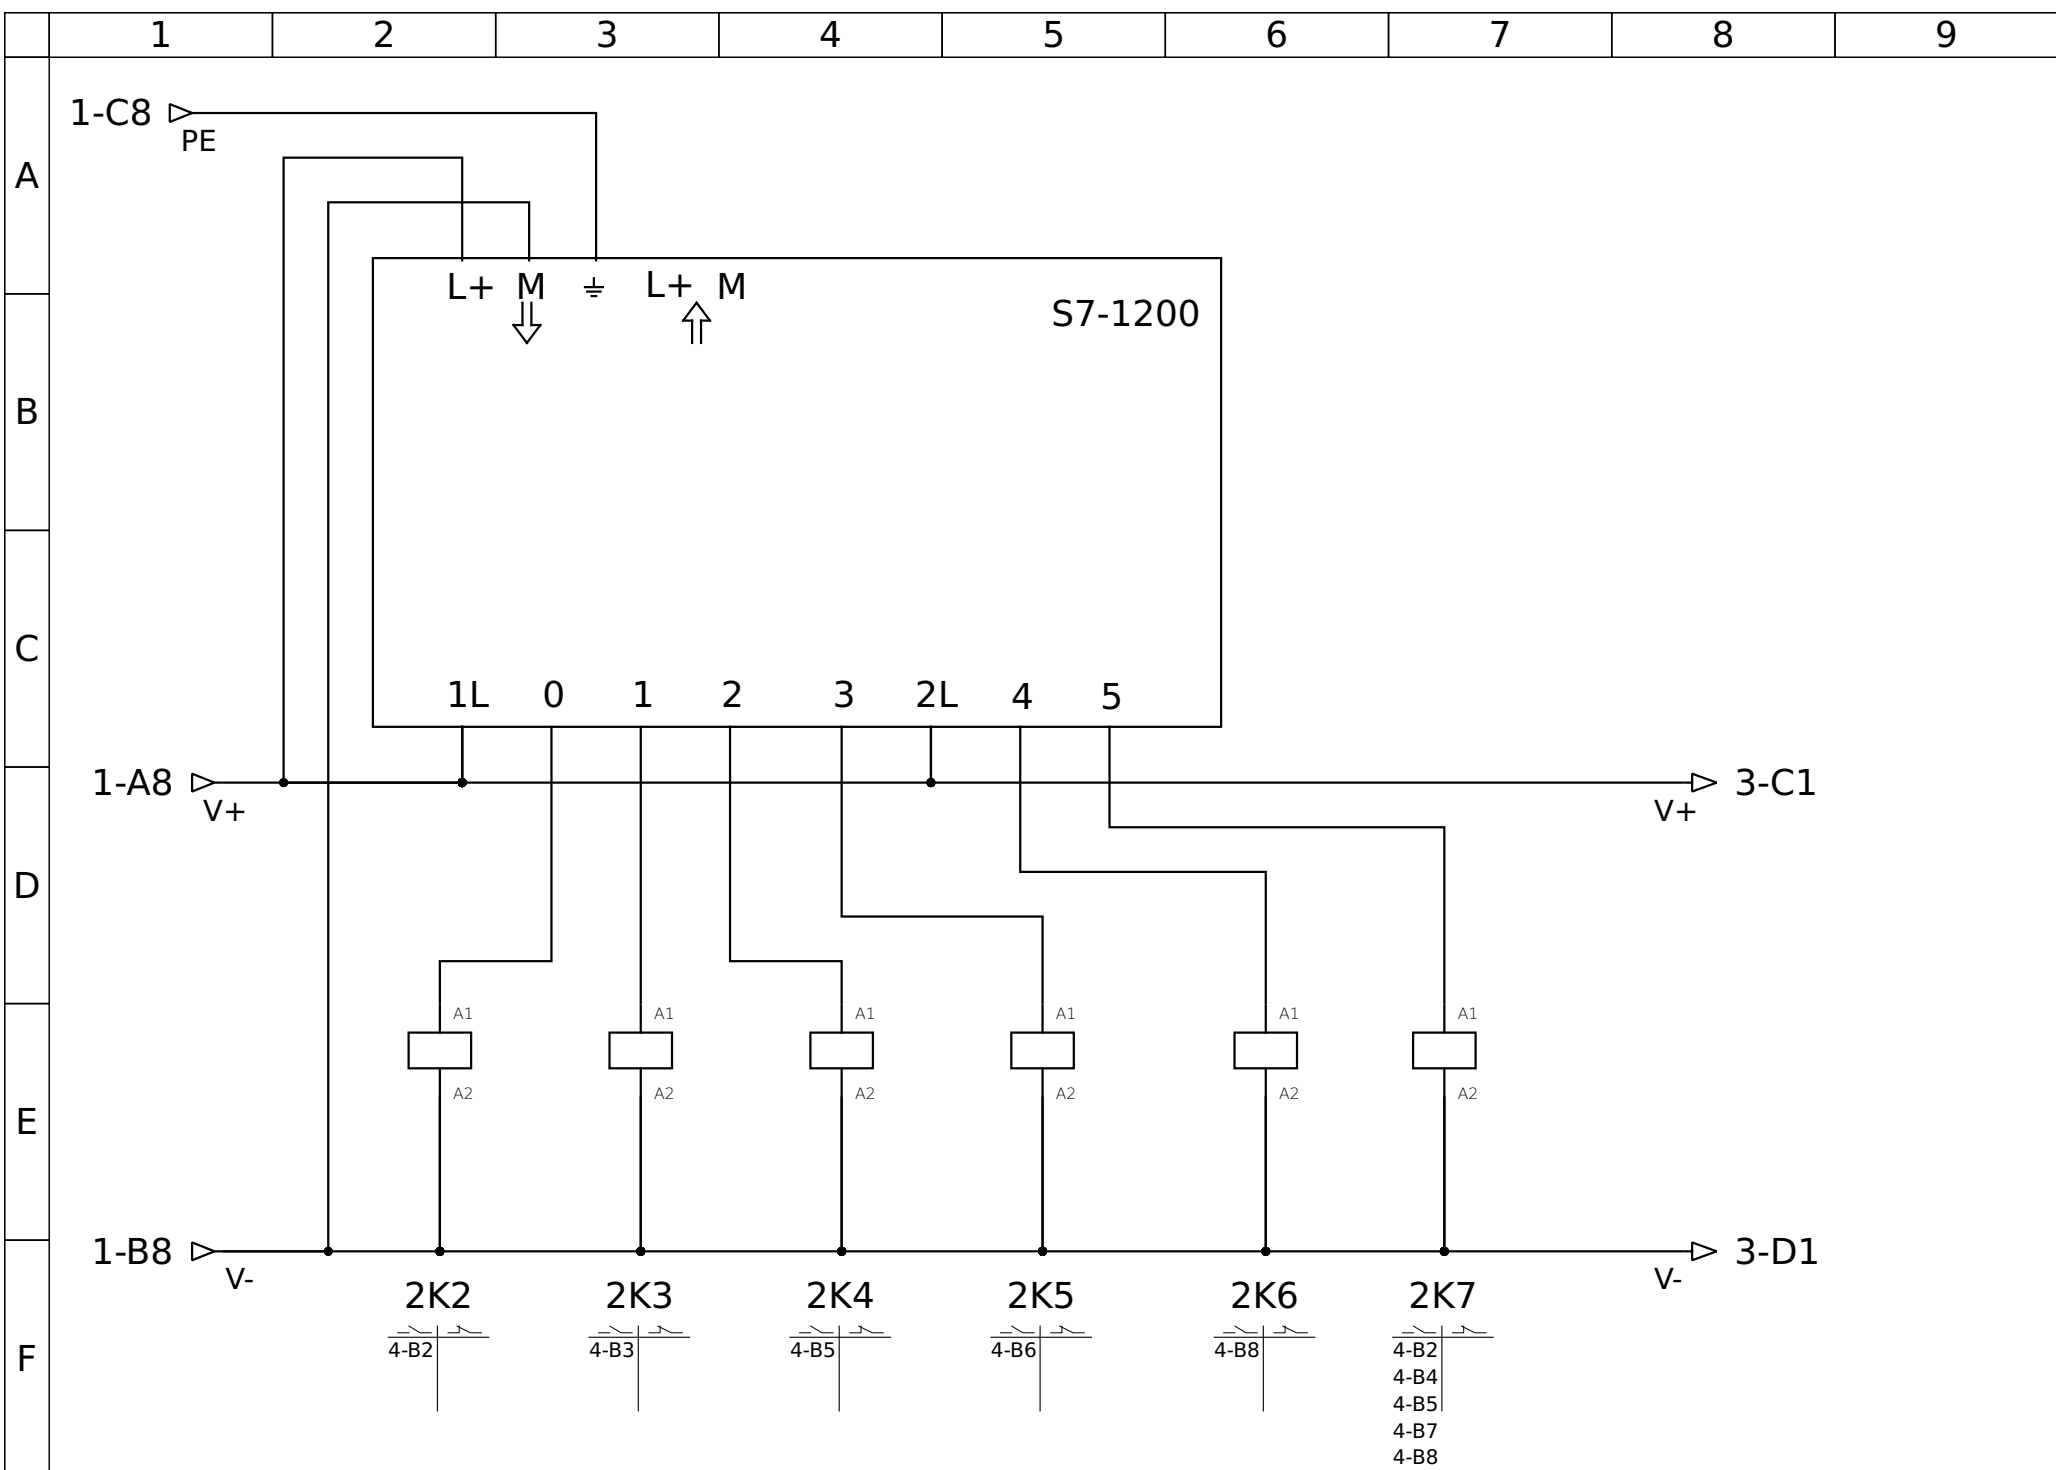 1 2 3 4 5 6 7 8 9
1-C8
PE
A
L+ M L+ M
S7-1200
B
C
1L 0 1 2 3 2L 4 5
1-A8 3-C1
V+ V+
D
A1 A1 A1 A1 A1 A1
A2 A2 A2 A2 A2 A2
E
1-B8 3-D1
V- V-
2K2 2K3 2K4 2K5 2K6 2K7
F
4-B2 4-B3 4-B5 4-B6 4-B8 4-B2
4-B4
4-B5
4-B7
4-B8